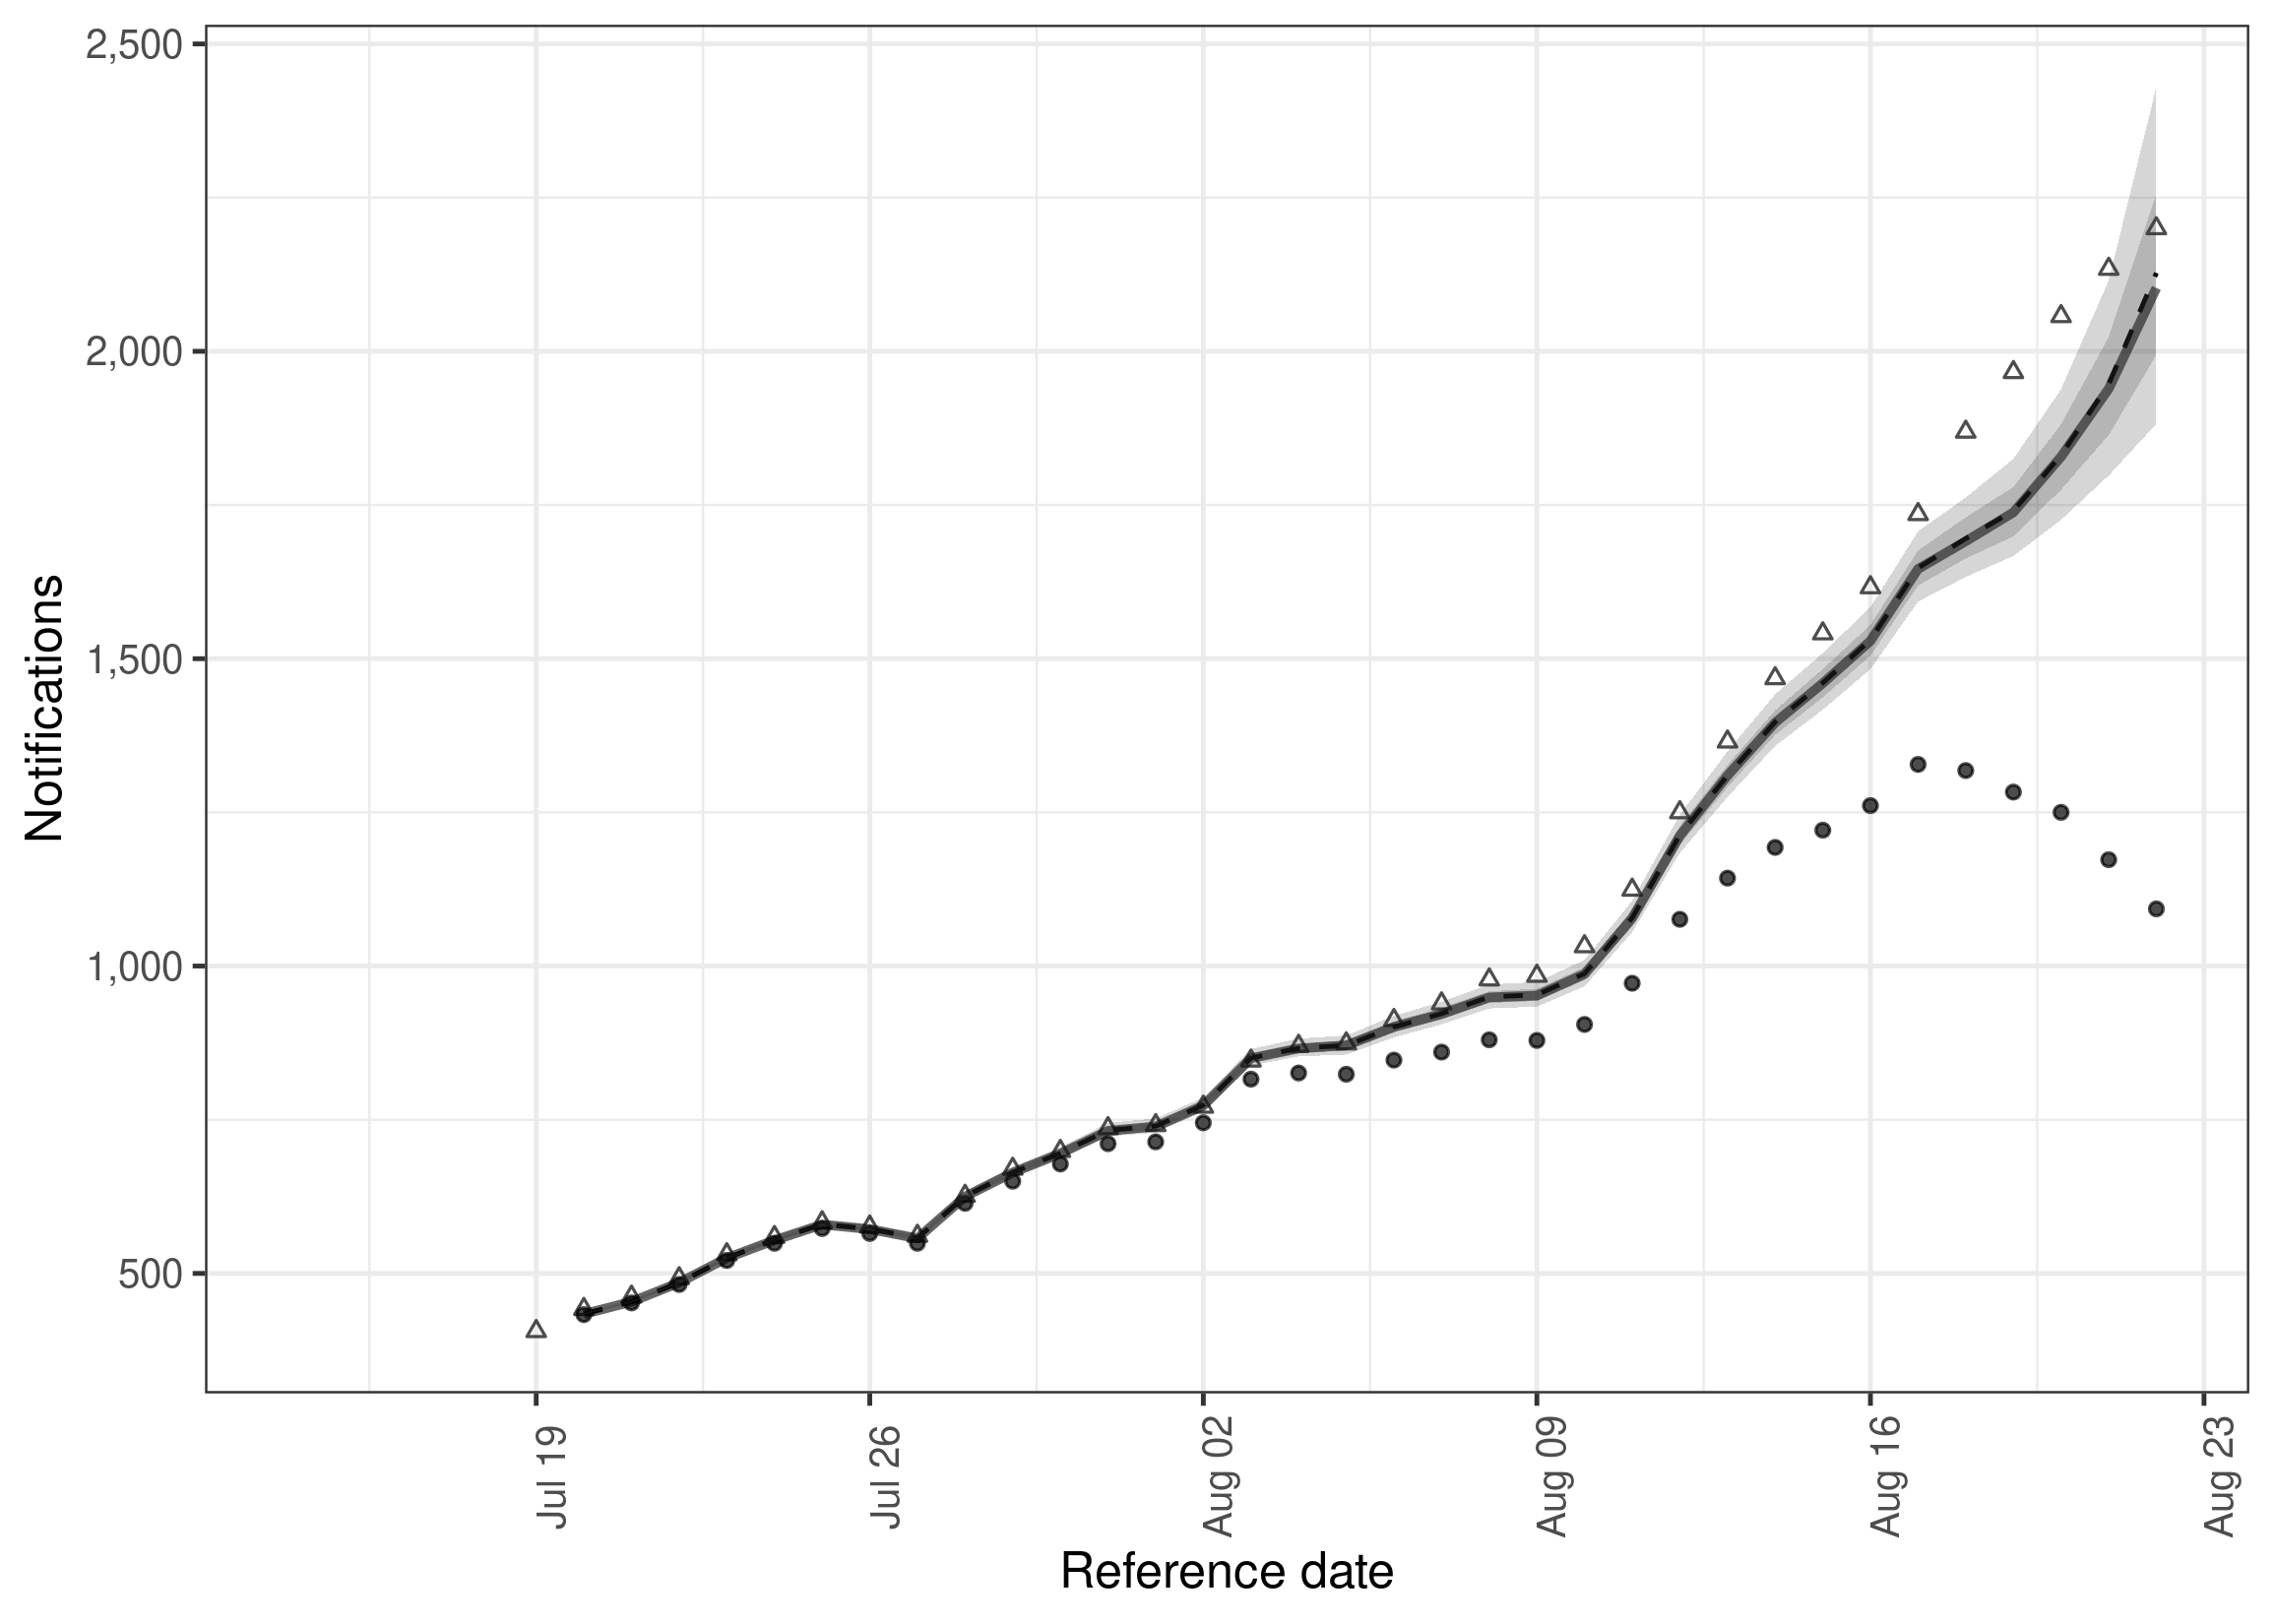 2,500
2,000
1,500
1,000
500
Notifications
Jul 19
Jul 26
Aug 02
Aug 09
Aug 16
Aug 23
Reference date